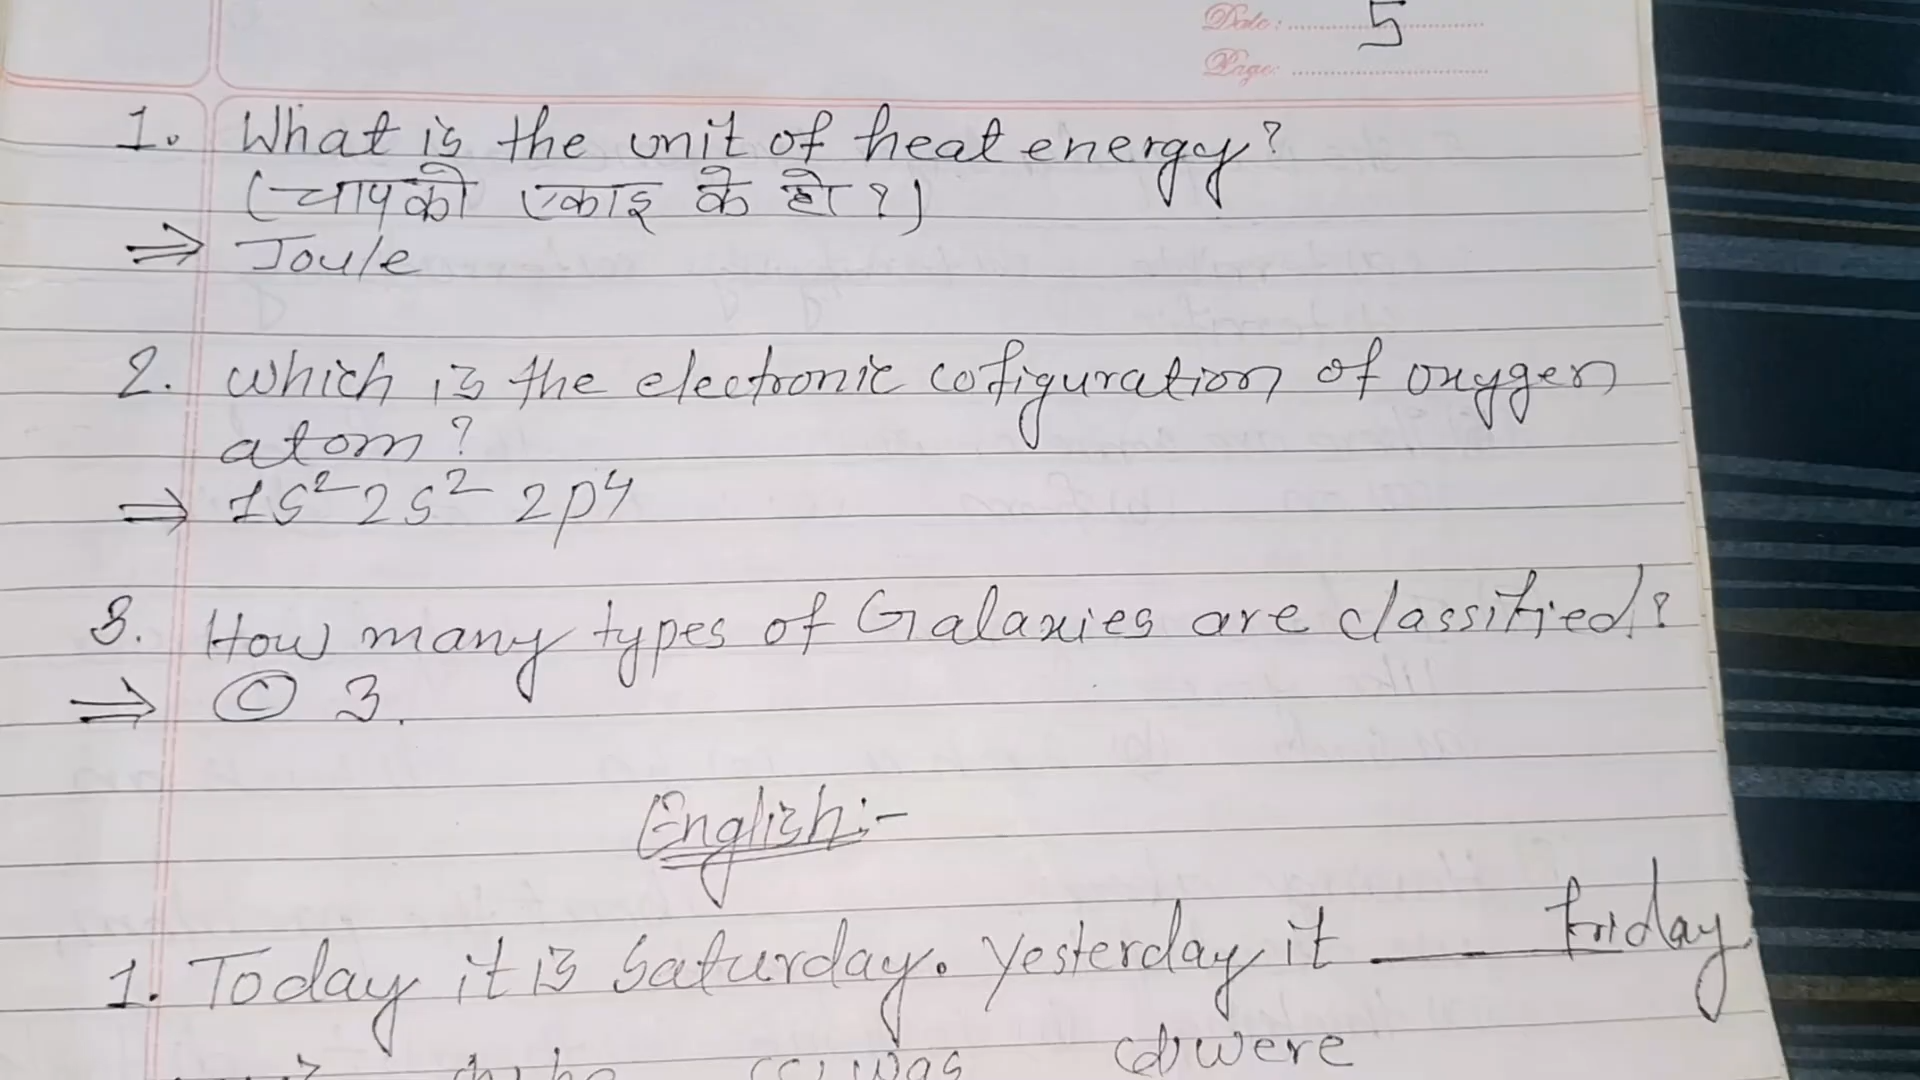 Date: 5
Page:
1. What is the unit of heat energy?
(तापको एकाइ के हो?)
⇒ Joule
2. Which is the electronic cofiguration of oxygen
atom?
⇒ 1s² 2s² 2p⁴
3. How many types of Galaxies are classified?
⇒ Ⓒ 3.
English:-
1. Today it is Saturday. Yesterday it ____ friday.
(c) was (d) were